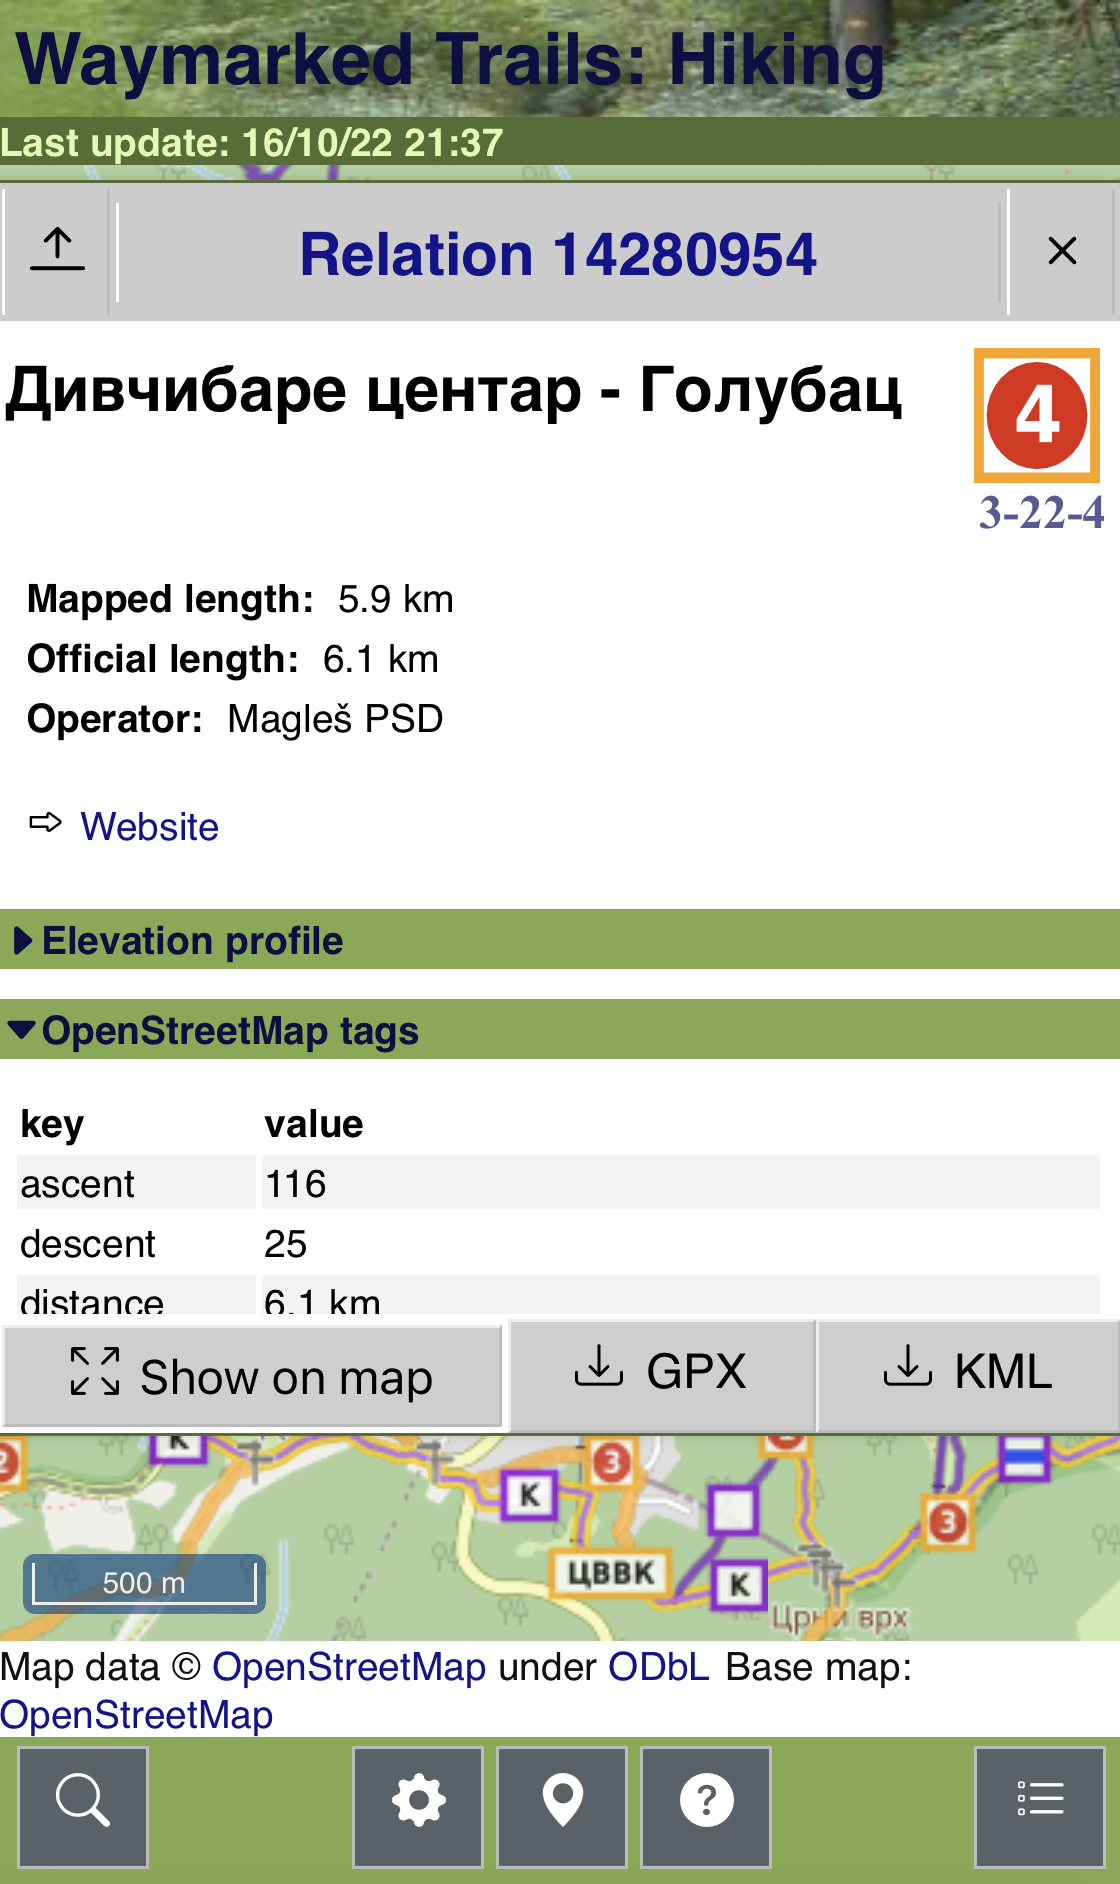 Waymarked Trails: Hiking
Last update: 16/10/22 21:37
Relation 14280954
Дивчибаре центар - Голубац
4
3-22-4
Mapped length: 5.9 km
Official length: 6.1 km
Operator: Magleš PSD
Website
Elevation profile
OpenStreetMap tags
key value
ascent 116
descent 25
distance 6.1 km
Show on map GPX KML
2
K
3
K
3
ЦВВК
K
500 m
Црни врх
Map data © OpenStreetMap under ODbL Base map:
OpenStreetMap
?